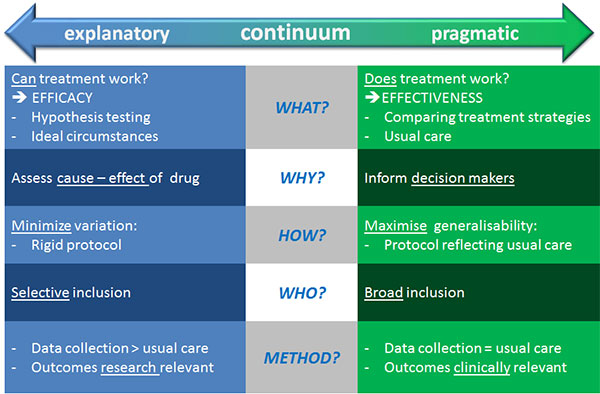 explanatory continuum pragmatic
Can treatment work?
➔ EFFICACY
- Hypothesis testing
- Ideal circumstances
WHAT?
Does treatment work?
➔EFFECTIVENESS
- Comparing treatment strategies
- Usual care
Assess cause – effect of drug
WHY?
Inform decision makers
Minimize variation:
- Rigid protocol
HOW?
Maximise generalisability:
- Protocol reflecting usual care
Selective inclusion
WHO?
Broad inclusion
- Data collection > usual care
- Outcomes research relevant
METHOD?
- Data collection = usual care
- Outcomes clinically relevant